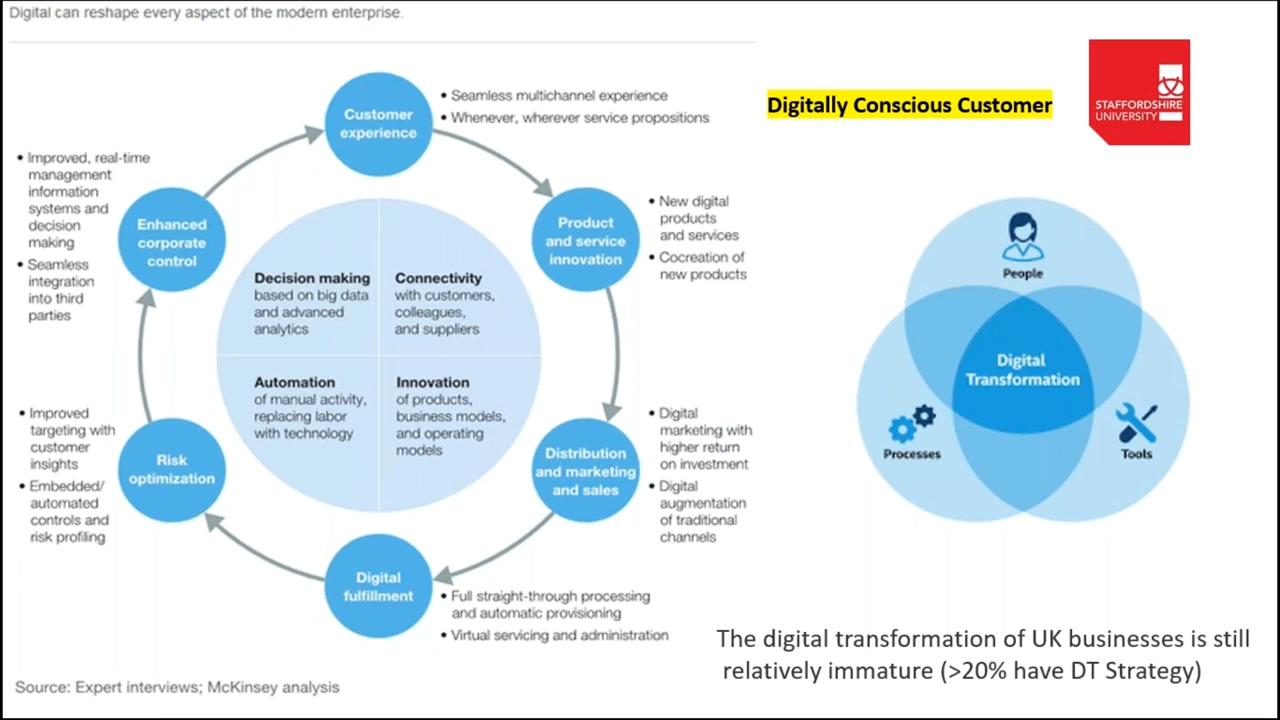 Digital can reshape every aspect of the modern enterprise.
Digitally Conscious Customer
STAFFORDSHIRE
UNIVERSITY
Customer
experience
• Seamless multichannel experience
• Whenever, wherever service propositions
Product
and service
innovation
• New digital
products
and services
• Cocreation of
new products
Distribution
and marketing
and sales
• Digital
marketing with
higher return
on investment
• Digital
augmentation
of traditional
channels
Digital
fulfillment
• Full straight-through processing
and automatic provisioning
• Virtual servicing and administration
Risk
optimization
• Improved
targeting with
customer
insights
• Embedded/
automated
controls and
risk profiling
Enhanced
corporate
control
• Improved, real-time
management
information
systems and
decision
making
• Seamless
integration
into third
parties
Decision making
based on big data
and advanced
analytics
Connectivity
with customers,
colleagues,
and suppliers
Automation
of manual activity,
replacing labor
with technology
Innovation
of products,
business models,
and operating
models
People
Digital
Transformation
Processes
Tools
The digital transformation of UK businesses is still
relatively immature (>20% have DT Strategy)
Source: Expert interviews; McKinsey analysis